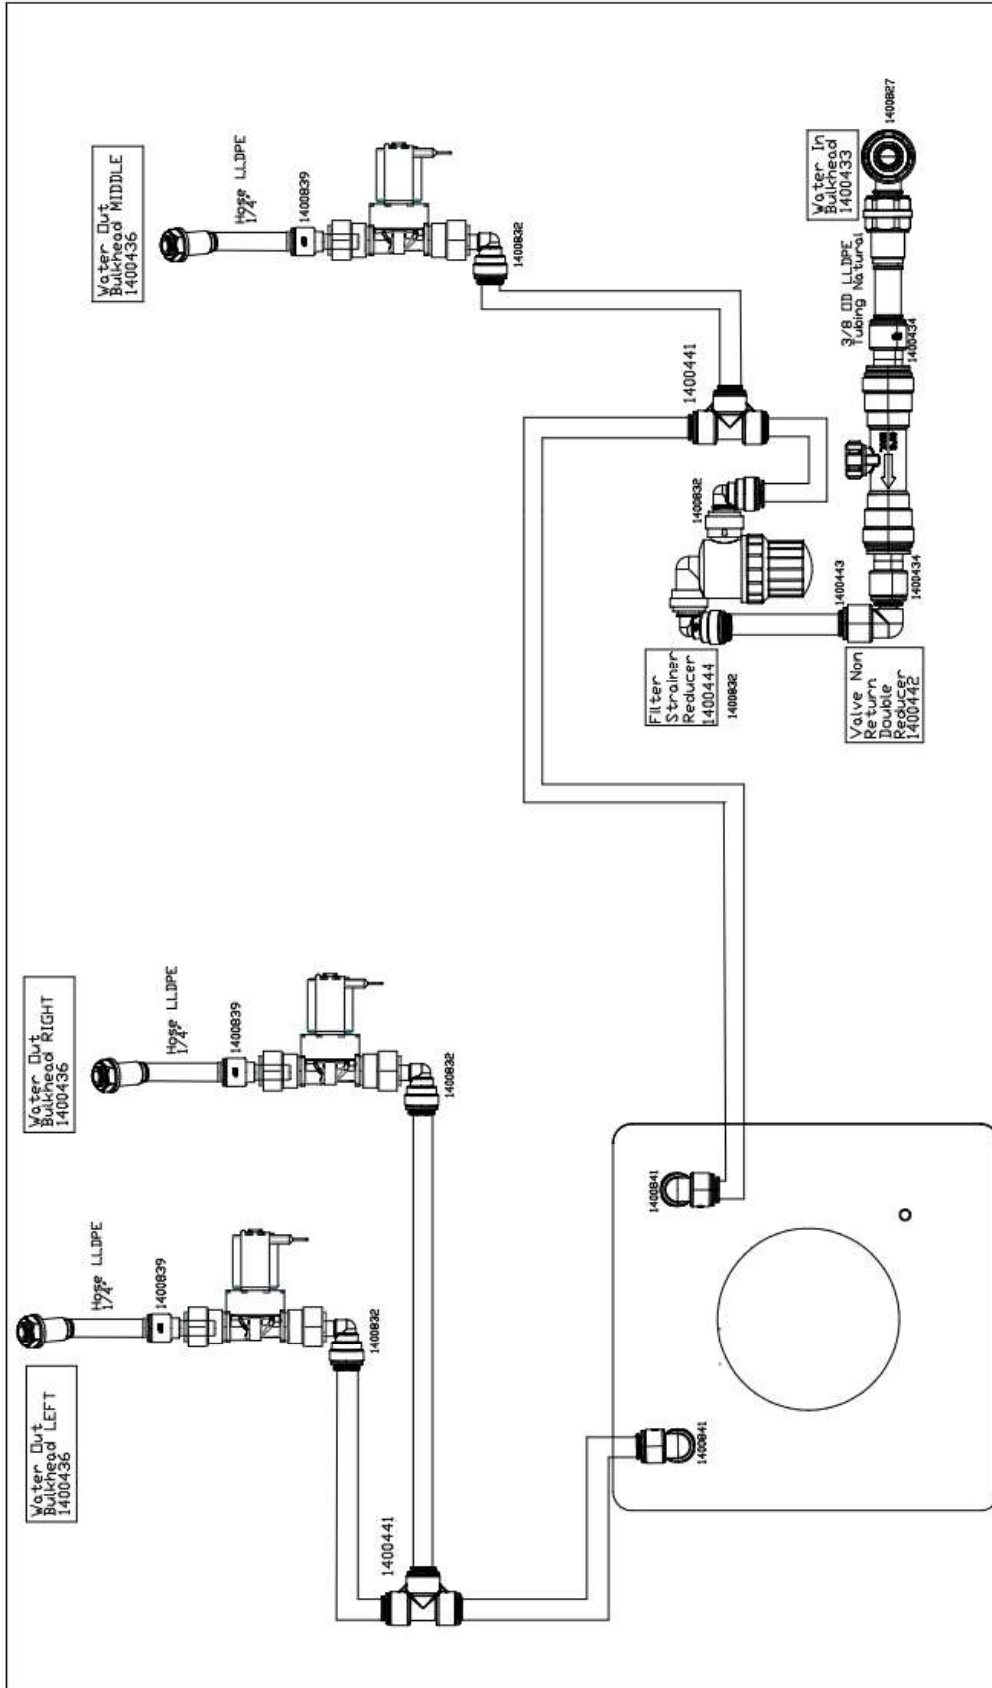 Water Out
Bulkhead MIDDLE
1400436
Hose LLDPE
1/4"
1400839
1400832
Water In
Bulkhead
1400433
1400827
3/8 OD LLDPE
Tubing Natural
1400434
1400441
1400832
1400443
1400434
Filter
Strainer
Reducer
1400444
1400832
Valve Non
Return
Double
Reducer
1400442
Water Out
Bulkhead RIGHT
1400436
Hose LLDPE
1/4"
1400839
1400832
Water Out
Bulkhead LEFT
1400436
Hose LLDPE
1/4"
1400839
1400832
1400441
1400841
1400841